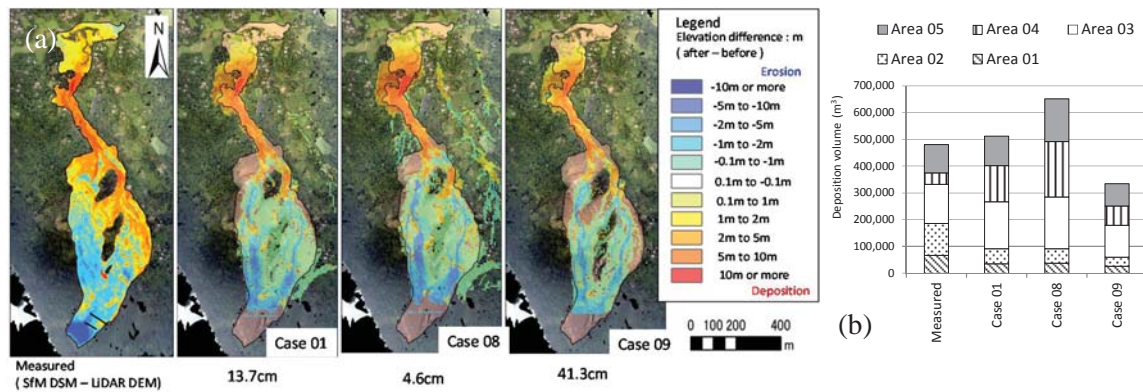 (a)
N
Measured
( SfM DSM – LiDAR DEM)
Case 01
13.7cm
Case 08
4.6cm
Case 09
41.3cm
Legend
Elevation difference : m
( after – before )
Erosion
-10m or more
-5m to -10m
-2m to -5m
-1m to -2m
-0.1m to -1m
0.1m to -0.1m
0.1m to 1m
1m to 2m
2m to 5m
5m to 10m
10m or more
Deposition
0 100 200 400
m
Area 05 Area 04 Area 03
Area 02 Area 01
Deposition volume (m³)
700,000
600,000
500,000
400,000
300,000
200,000
100,000
0
Measured
Case 01
Case 08
Case 09
(b)